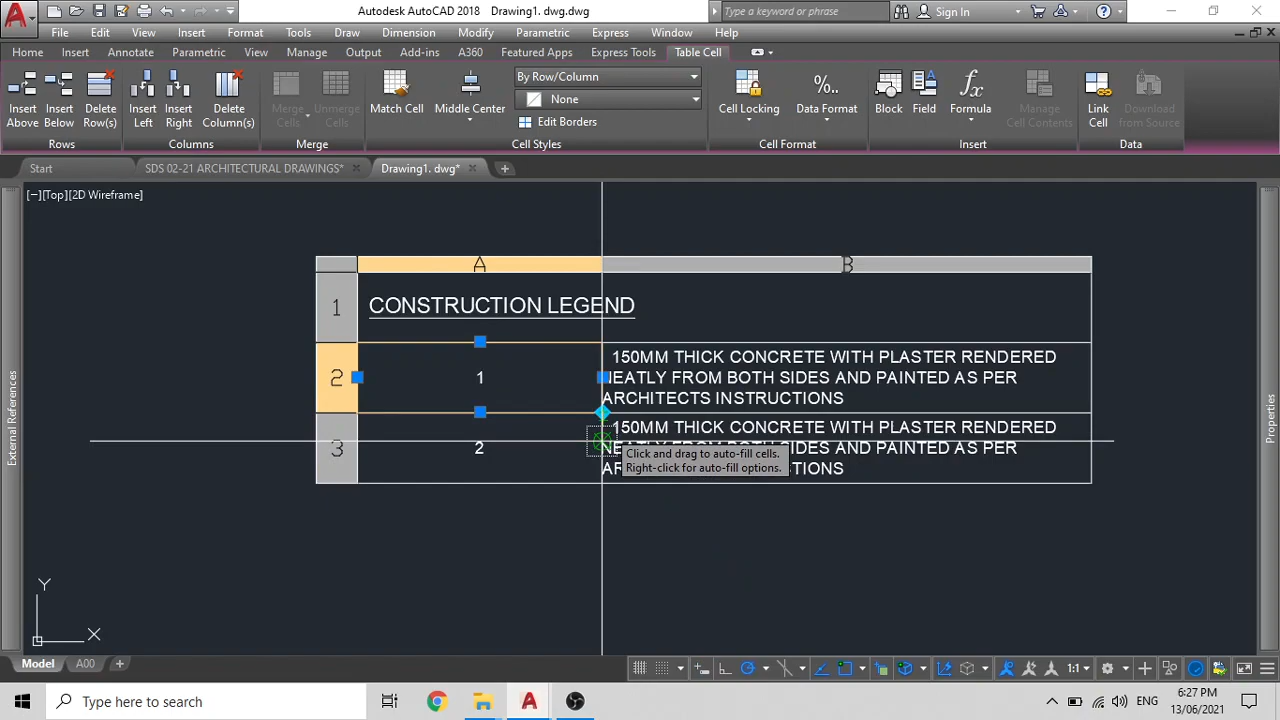 Autodesk AutoCAD 2018 Drawing1. dwg.dwg
Type a keyword or phrase
Sign In
File Edit View Insert Format Tools Draw Dimension Modify Parametric Express Window Help
Home Insert Annotate Parametric View Manage Output Add-ins A360 Featured Apps Express Tools Table Cell
Insert Above
Insert Below
Delete Row(s)
Insert Left
Insert Right
Delete Column(s)
Merge Cells
Unmerge Cells
Match Cell
Middle Center
By Row/Column
None
Edit Borders
Cell Locking
%..
Data Format
Block
Field
Formula
Manage Cell Contents
Link Cell
Download from Source
Rows Columns Merge Cell Styles Cell Format Insert Data
Start SDS 02-21 ARCHITECTURAL DRAWINGS* Drawing1. dwg*
[−][Top][2D Wireframe]
External References
Properties
A B
1 CONSTRUCTION LEGEND
2 1 150MM THICK CONCRETE WITH PLASTER RENDERED
NEATLY FROM BOTH SIDES AND PAINTED AS PER
ARCHITECTS INSTRUCTIONS
3 2 150MM THICK CONCRETE WITH PLASTER RENDERED
SIDES AND PAINTED AS PER
Click and drag to auto-fill cells.
Right-click for auto-fill options.
Y
X
Model A00
1:1
Type here to search
ENG
6:27 PM
13/06/2021